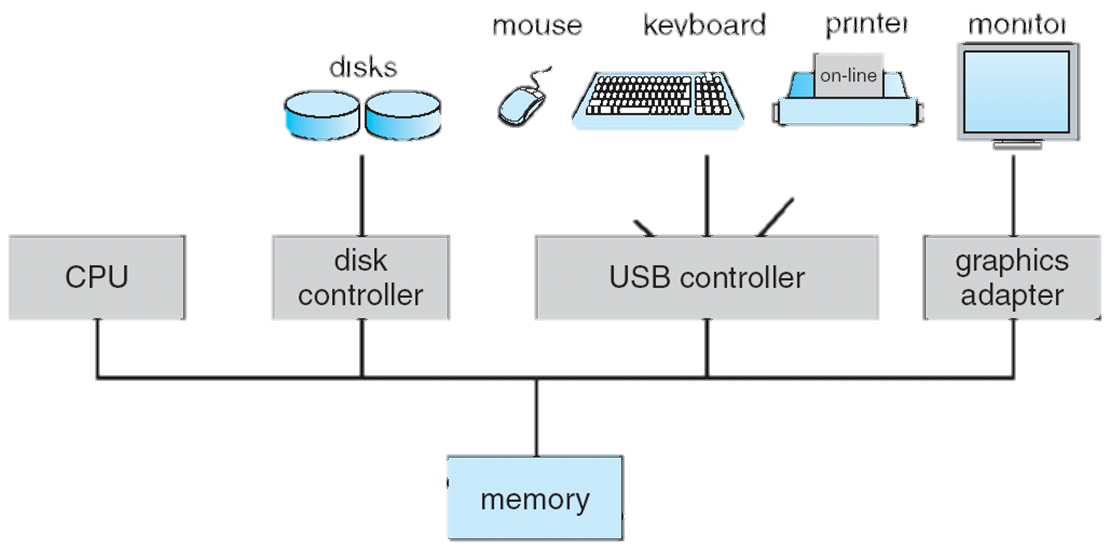 mouse
keyboard
printer
monitor
disks
on-line
CPU
disk
controller
USB controller
graphics
adapter
memory